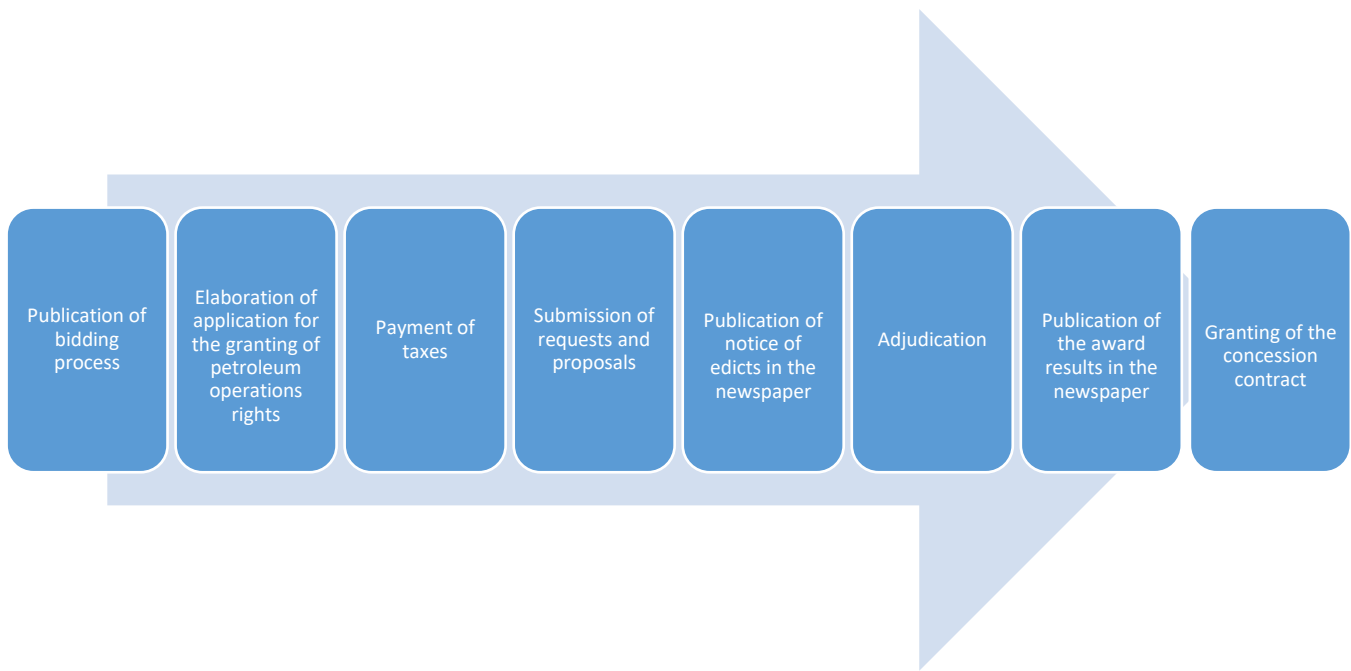 Publication of
bidding
process
Elaboration of
application for
the granting of
petroleum
operations
rights
Payment of
taxes
Submission of
requests and
proposals
Publication of
notice of
edicts in the
newspaper
Adjudication
Publication of
the award
results in the
newspaper
Granting of the
concession
contract